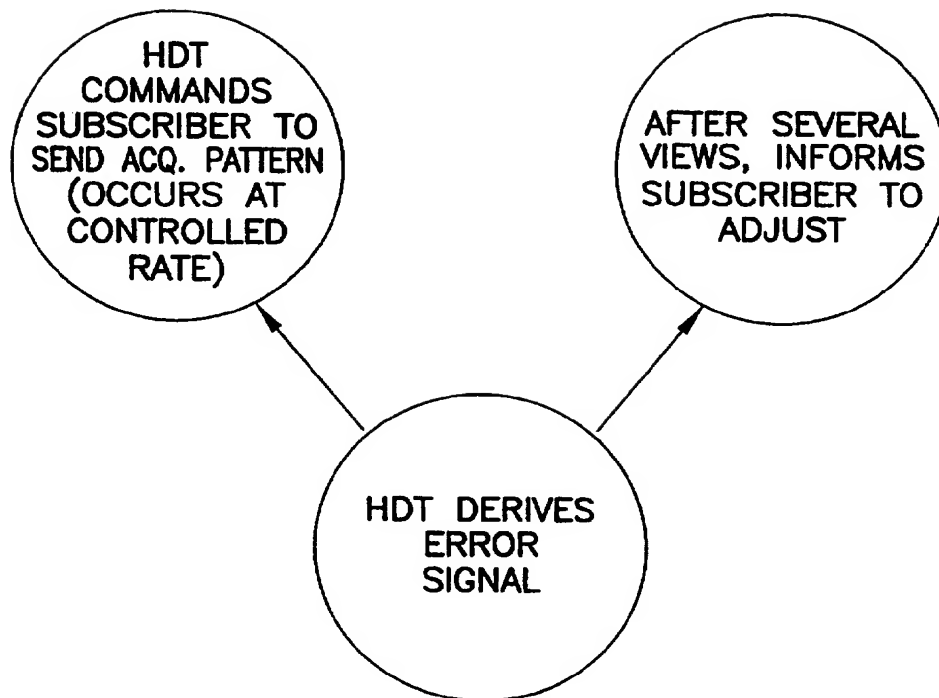 HDT
COMMANDS
SUBSCRIBER TO
SEND ACQ. PATTERN
(OCCURS AT
CONTROLLED
RATE)
AFTER SEVERAL
VIEWS, INFORMS
SUBSCRIBER TO
ADJUST
HDT DERIVES
ERROR
SIGNAL